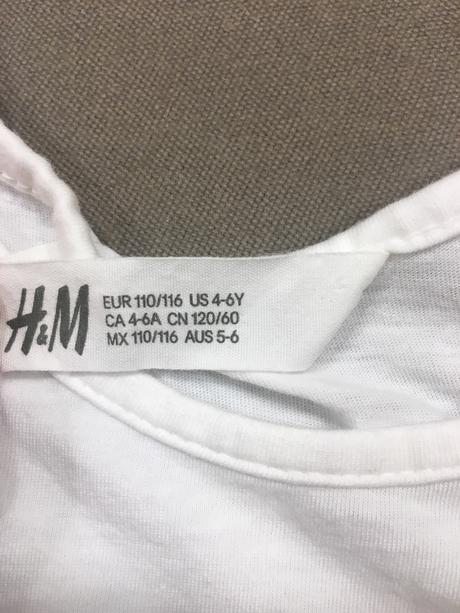 H&M
EUR 110/116 US 4-6Y
CA 4-6A CN 120/60
MX 110/116 AUS 5-6